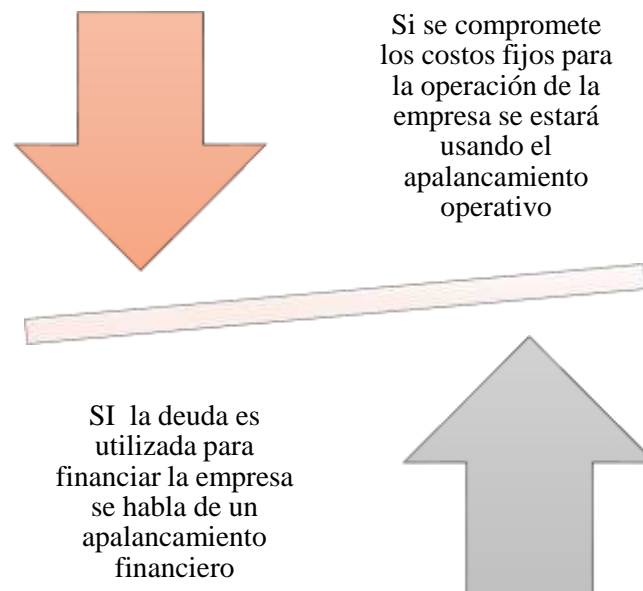 Si se compromete
los costos fijos para
la operación de la
empresa se estará
usando el
apalancamiento
operativo
SI la deuda es
utilizada para
financiar la empresa
se habla de un
apalancamiento
financiero